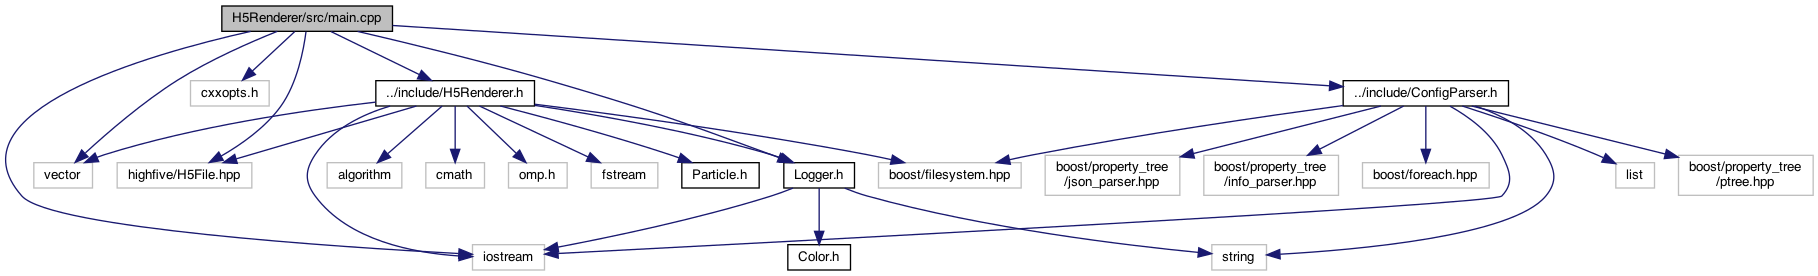 H5Renderer/src/main.cpp
cxxopts.h
../include/H5Renderer.h
../include/ConfigParser.h
vector
highfive/H5File.hpp
algorithm
cmath
omp.h
fstream
Particle.h
Logger.h
boost/filesystem.hpp
boost/property_tree
/json_parser.hpp
boost/property_tree
/info_parser.hpp
boost/foreach.hpp
list
boost/property_tree
/ptree.hpp
iostream
Color.h
string